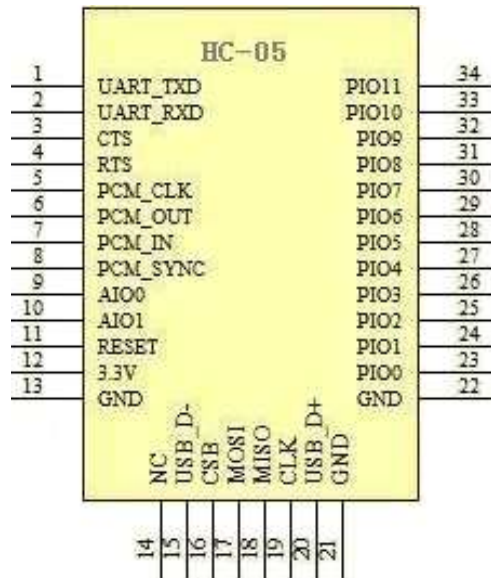 HC-05
1 UART_TXD PIO11 34
2 UART_RXD PIO10 33
3 CTS PIO9 32
4 RTS PIO8 31
5 PCM_CLK PIO7 30
6 PCM_OUT PIO6 29
7 PCM_IN PIO5 28
8 PCM_SYNC PIO4 27
9 AIO0 PIO3 26
10 AIO1 PIO2 25
11 RESET PIO1 24
12 3.3V PIO0 23
13 GND GND 22
NC USB_D- CSB MOSI MISO CLK USB_D+ GND
14 15 16 17 18 19 20 21